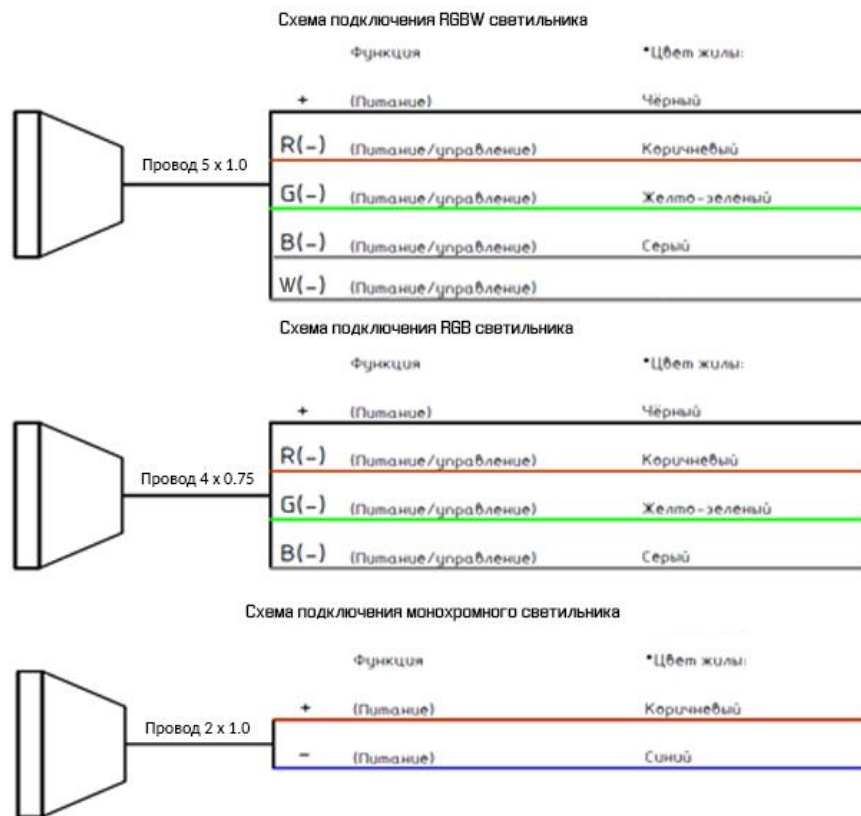 Схема подключения RGBW светильника
Функция *Цвет жилы:
+ (Питание) Чёрный
R(-) (Питание/управление) Коричневый
Провод 5 x 1.0
G(-) (Питание/управление) Желто-зеленый
B(-) (Питание/управление) Серый
W(-) (Питание/управление)
Схема подключения RGB светильника
Функция *Цвет жилы:
+ (Питание) Чёрный
R(-) (Питание/управление) Коричневый
Провод 4 x 0.75
G(-) (Питание/управление) Желто-зеленый
B(-) (Питание/управление) Серый
Схема подключения монохромного светильника
Функция *Цвет жилы:
+ (Питание) Коричневый
Провод 2 x 1.0
- (Питание) Синий